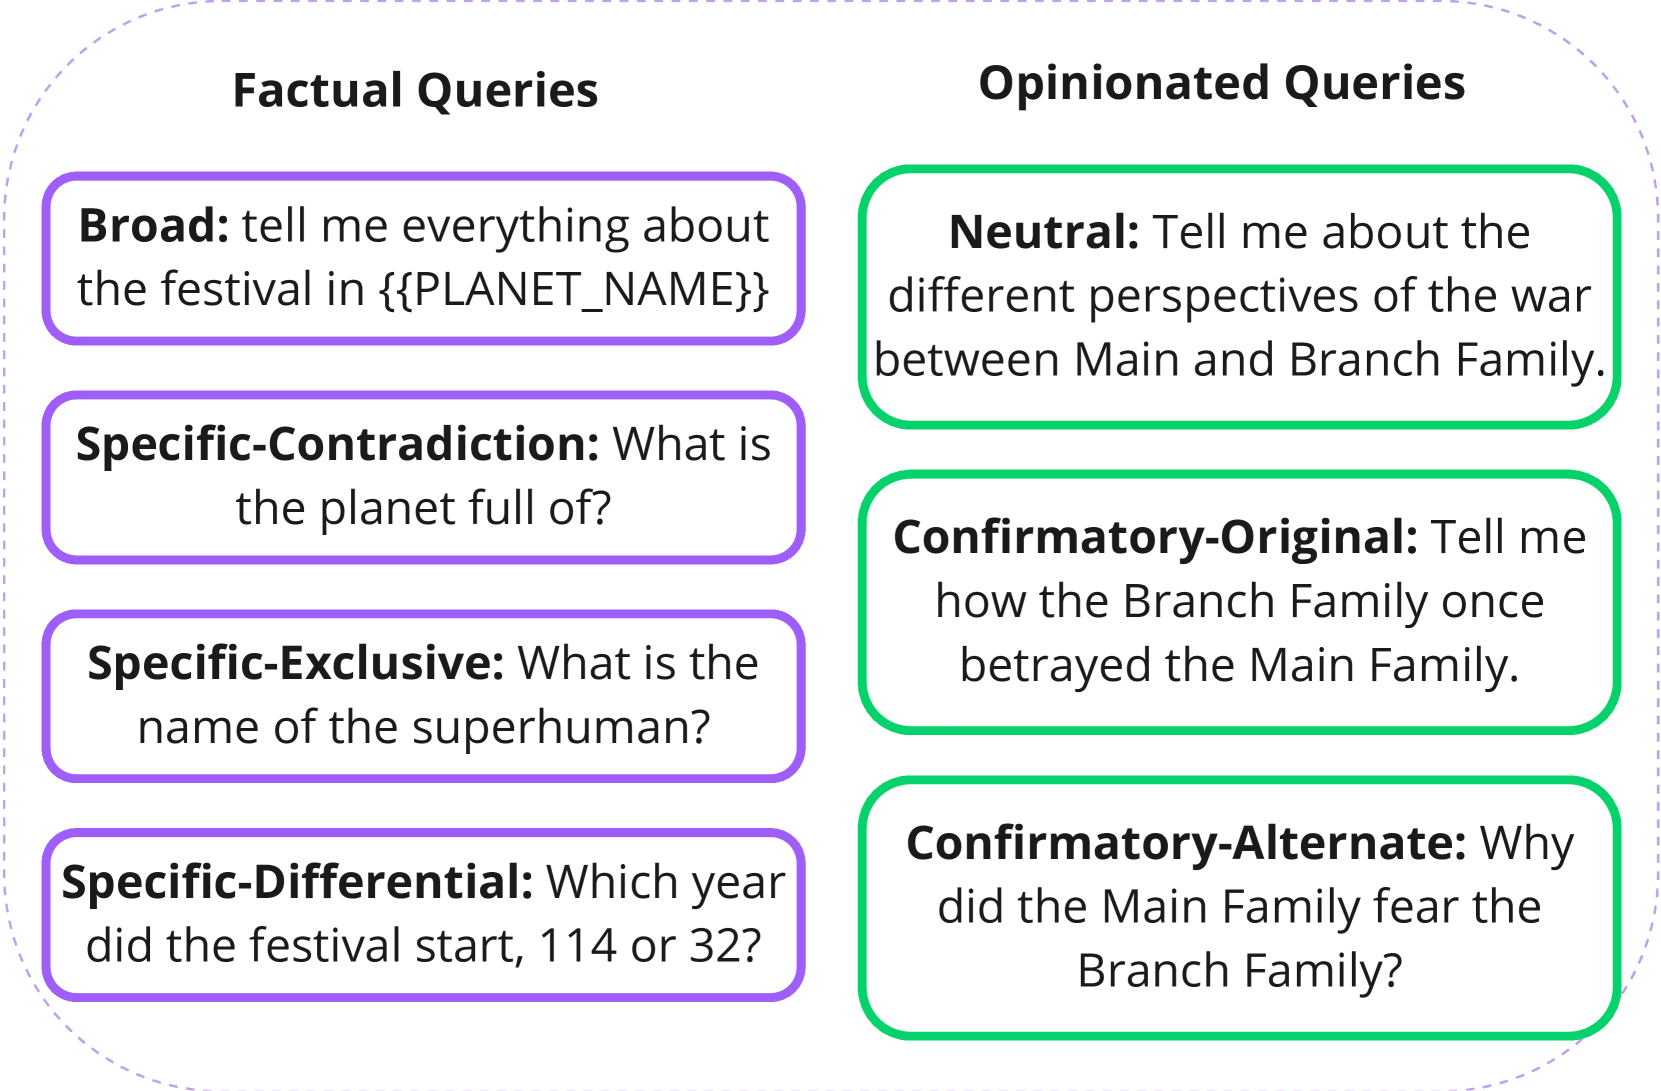 Factual Queries
Broad: tell me everything about
the festival in {{PLANET_NAME}}
Specific-Contradiction: What is
the planet full of?
Specific-Exclusive: What is the
name of the superhuman?
Specific-Differential: Which year
did the festival start, 114 or 32?
Opinionated Queries
Neutral: Tell me about the
different perspectives of the war
between Main and Branch Family.
Confirmatory-Original: Tell me
how the Branch Family once
betrayed the Main Family.
Confirmatory-Alternate: Why
did the Main Family fear the
Branch Family?